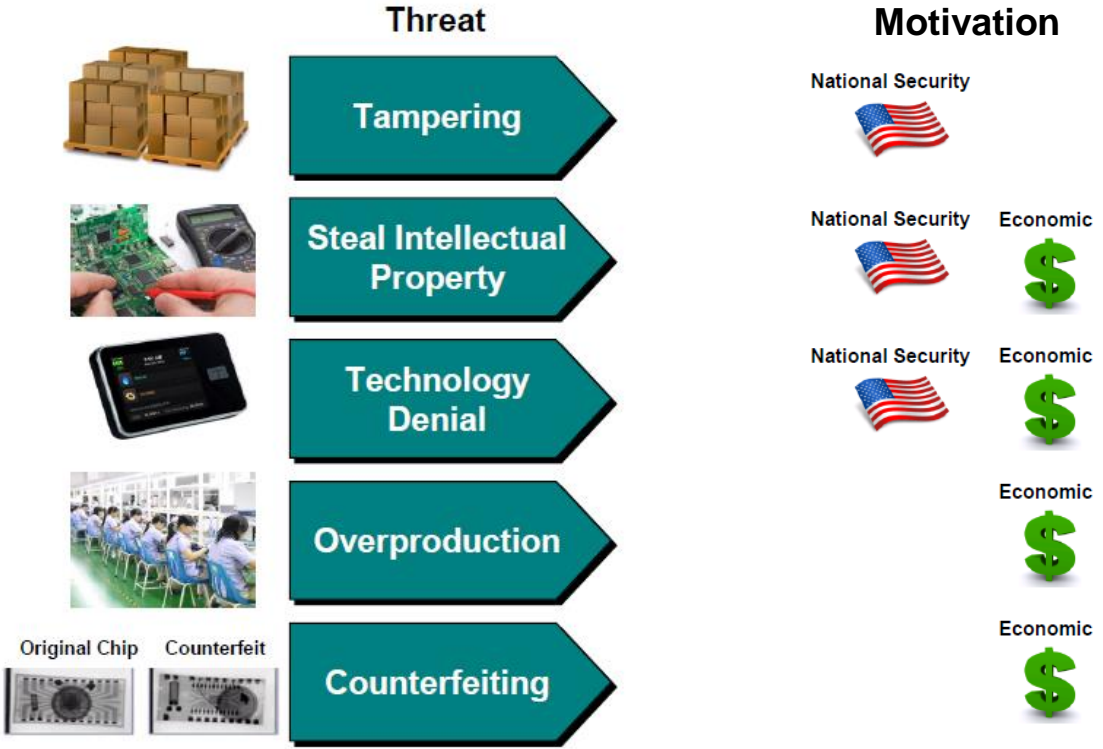 Threat
Motivation
Tampering
National Security
Steal Intellectual
Property
National Security
Economic
Technology
Denial
National Security
Economic
Overproduction
Economic
Original Chip
Counterfeit
Counterfeiting
Economic